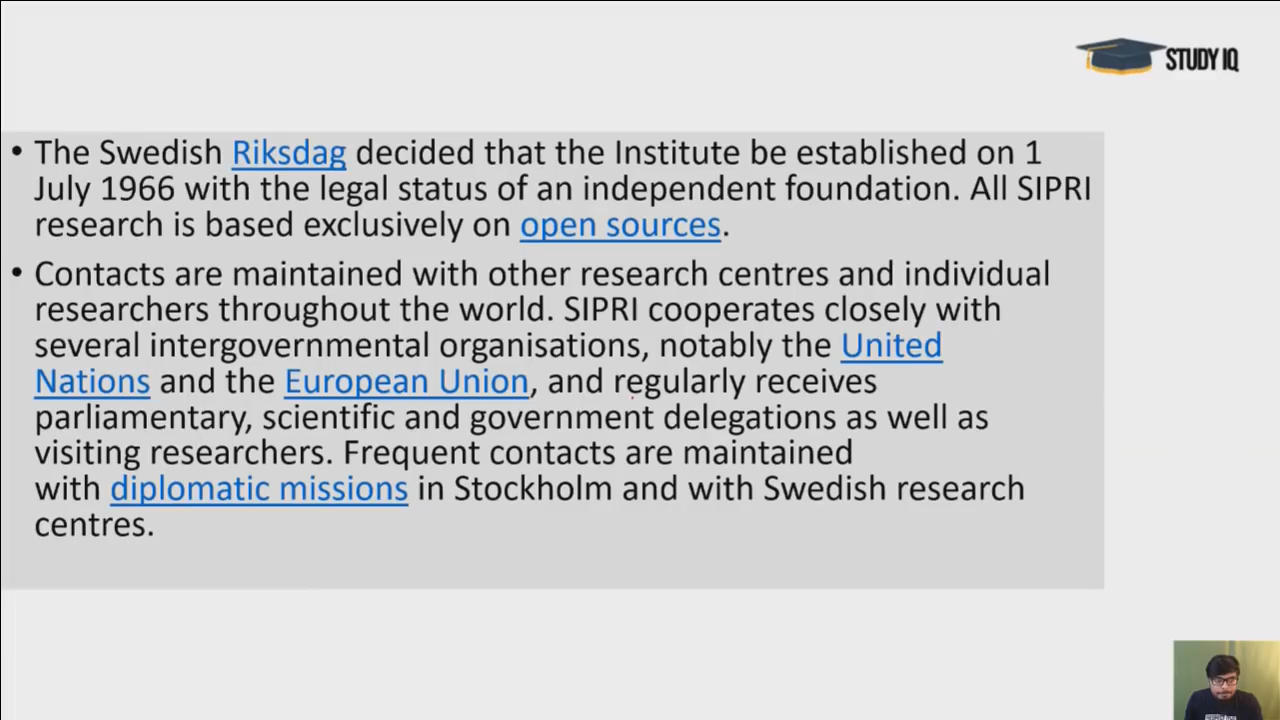 STUDY IQ
• The Swedish Riksdag decided that the Institute be established on 1
July 1966 with the legal status of an independent foundation. All SIPRI
research is based exclusively on open sources.
• Contacts are maintained with other research centres and individual
researchers throughout the world. SIPRI cooperates closely with
several intergovernmental organisations, notably the United
Nations and the European Union, and regularly receives
parliamentary, scientific and government delegations as well as
visiting researchers. Frequent contacts are maintained
with diplomatic missions in Stockholm and with Swedish research
centres.